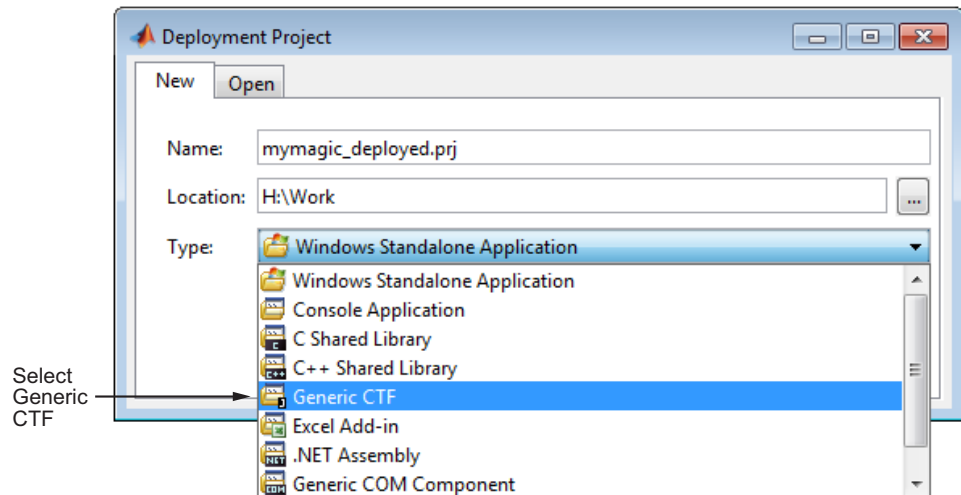 Deployment Project
New Open
Name: mymagic_deployed.prj
Location: H:\Work ...
Type: Windows Standalone Application
Windows Standalone Application
Console Application
C Shared Library
C++ Shared Library
Generic CTF
Excel Add-in
.NET Assembly
Generic COM Component
Select
Generic
CTF